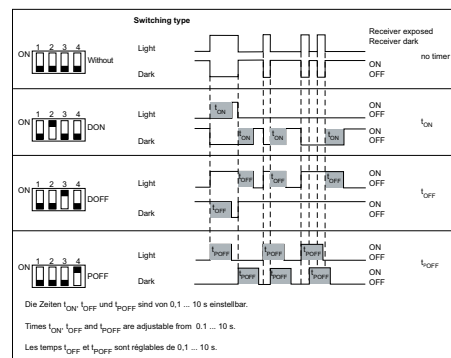 Switching type
ON 1 2 3 4 Without
Light
Dark
Receiver exposed
Receiver dark
no timer
ON
OFF
ON 1 2 3 4 DON
Light
Dark
tON
tON tON tON
ON
OFF
ON
OFF
tON
ON 1 2 3 4 DOFF
Light
Dark
tOFF tOFF tOFF
tOFF
ON
OFF
ON
OFF
tOFF
ON 1 2 3 4 POFF
Light
Dark
tPOFF tPOFF tPOFF
tPOFF tPOFF tPOFF
ON
OFF
ON
OFF
tPOFF
Die Zeiten tON, tOFF und tPOFF sind von 0,1 ... 10 s einstellbar.
Times tON, tOFF and tPOFF are adjustable from 0.1 ... 10 s.
Les temps tOFF et tPOFF sont réglables de 0,1 ... 10 s.